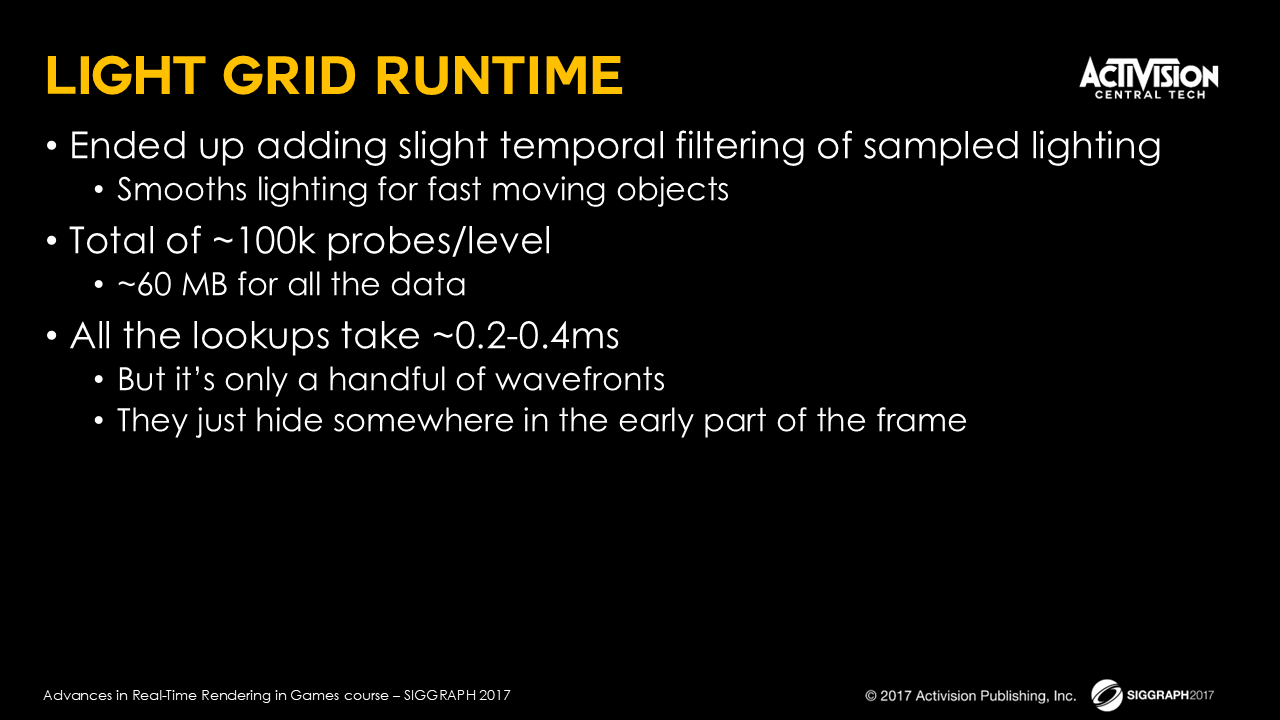 LIGHT GRID RUNTIME
ACTIVISION
CENTRAL TECH
• Ended up adding slight temporal filtering of sampled lighting
• Smooths lighting for fast moving objects
• Total of ~100k probes/level
• ~60 MB for all the data
• All the lookups take ~0.2-0.4ms
• But it’s only a handful of wavefronts
• They just hide somewhere in the early part of the frame
Advances in Real-Time Rendering in Games course – SIGGRAPH 2017
© 2017 Activision Publishing, Inc.
SIGGRAPH2017